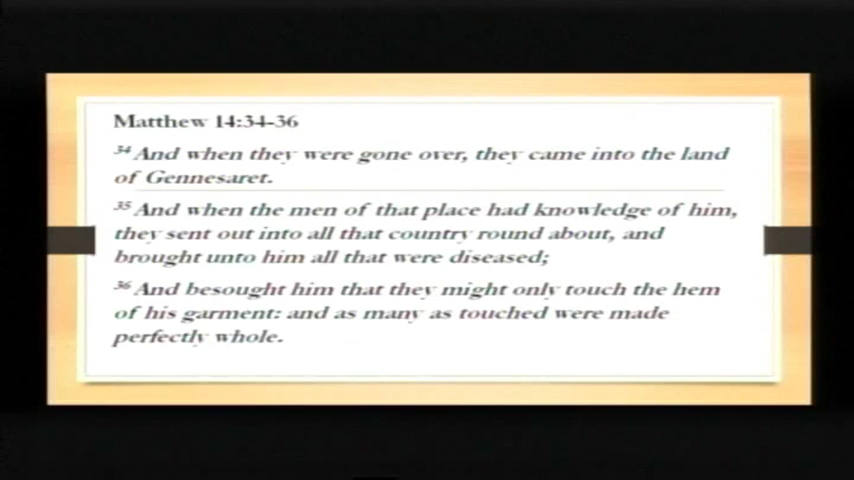 Matthew 14:34-36
34 And when they were gone over, they came into the land
of Gennesaret.
35 And when the men of that place had knowledge of him,
they sent out into all that country round about, and
brought unto him all that were diseased;
36 And besought him that they might only touch the hem
of his garment: and as many as touched were made
perfectly whole.